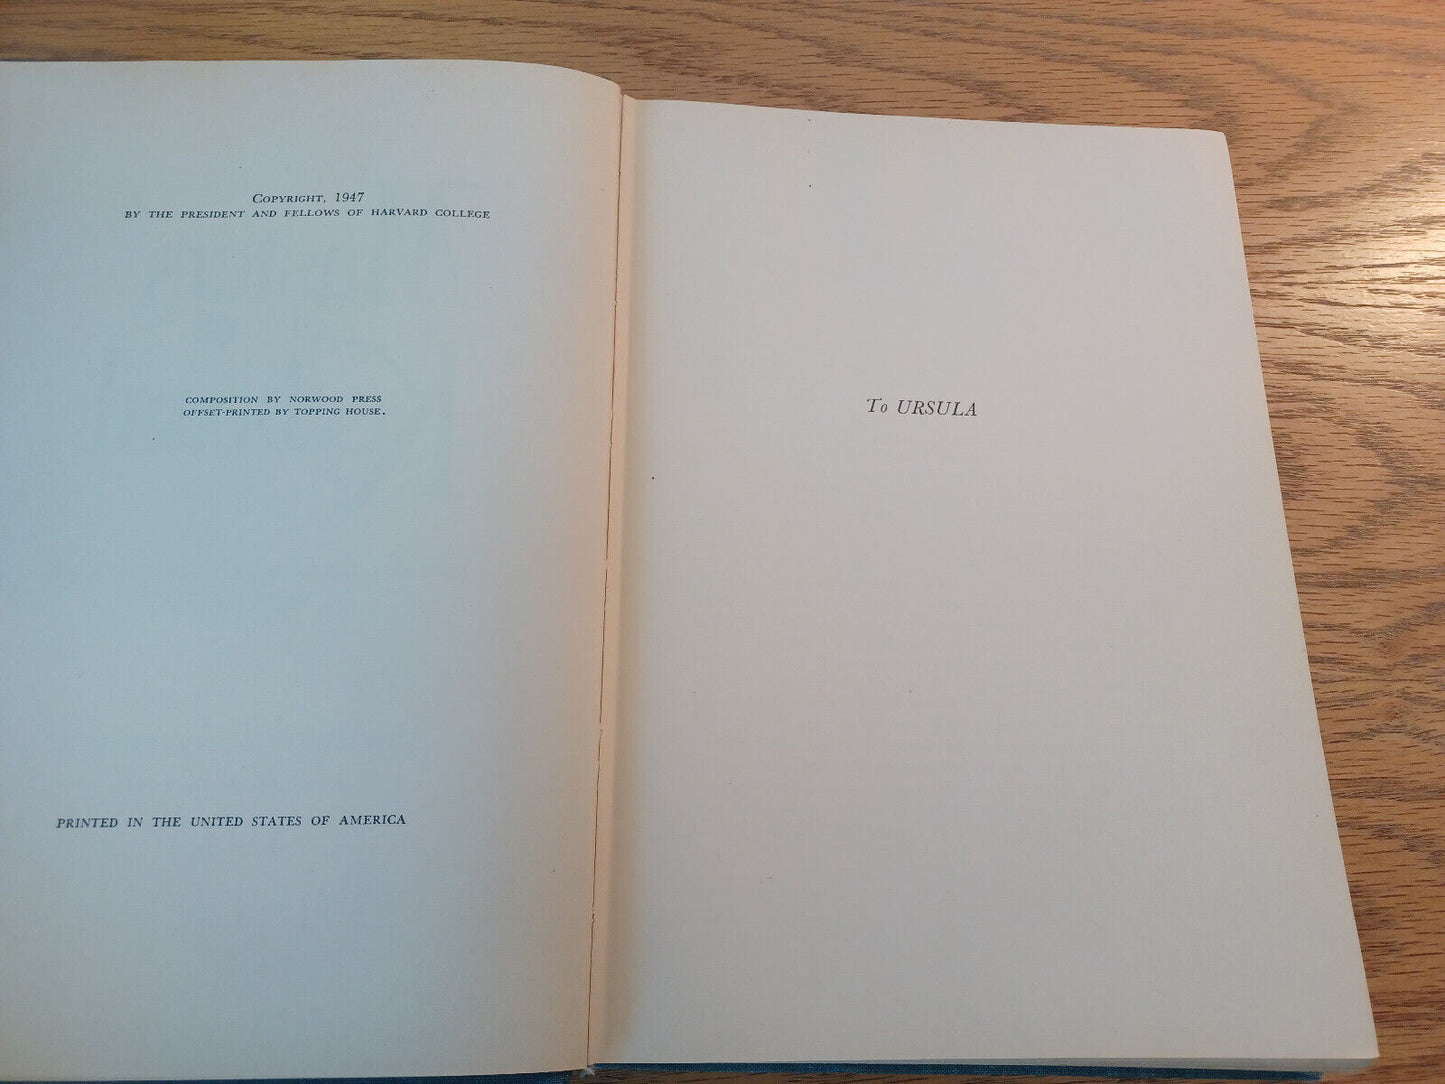 Copyright, 1947
BY THE PRESIDENT AND FELLOWS OF HARVARD COLLEGE
COMPOSITION BY NORWOOD PRESS
OFFSET-PRINTED BY TOPPING HOUSE.
PRINTED IN THE UNITED STATES OF AMERICA
To URSULA